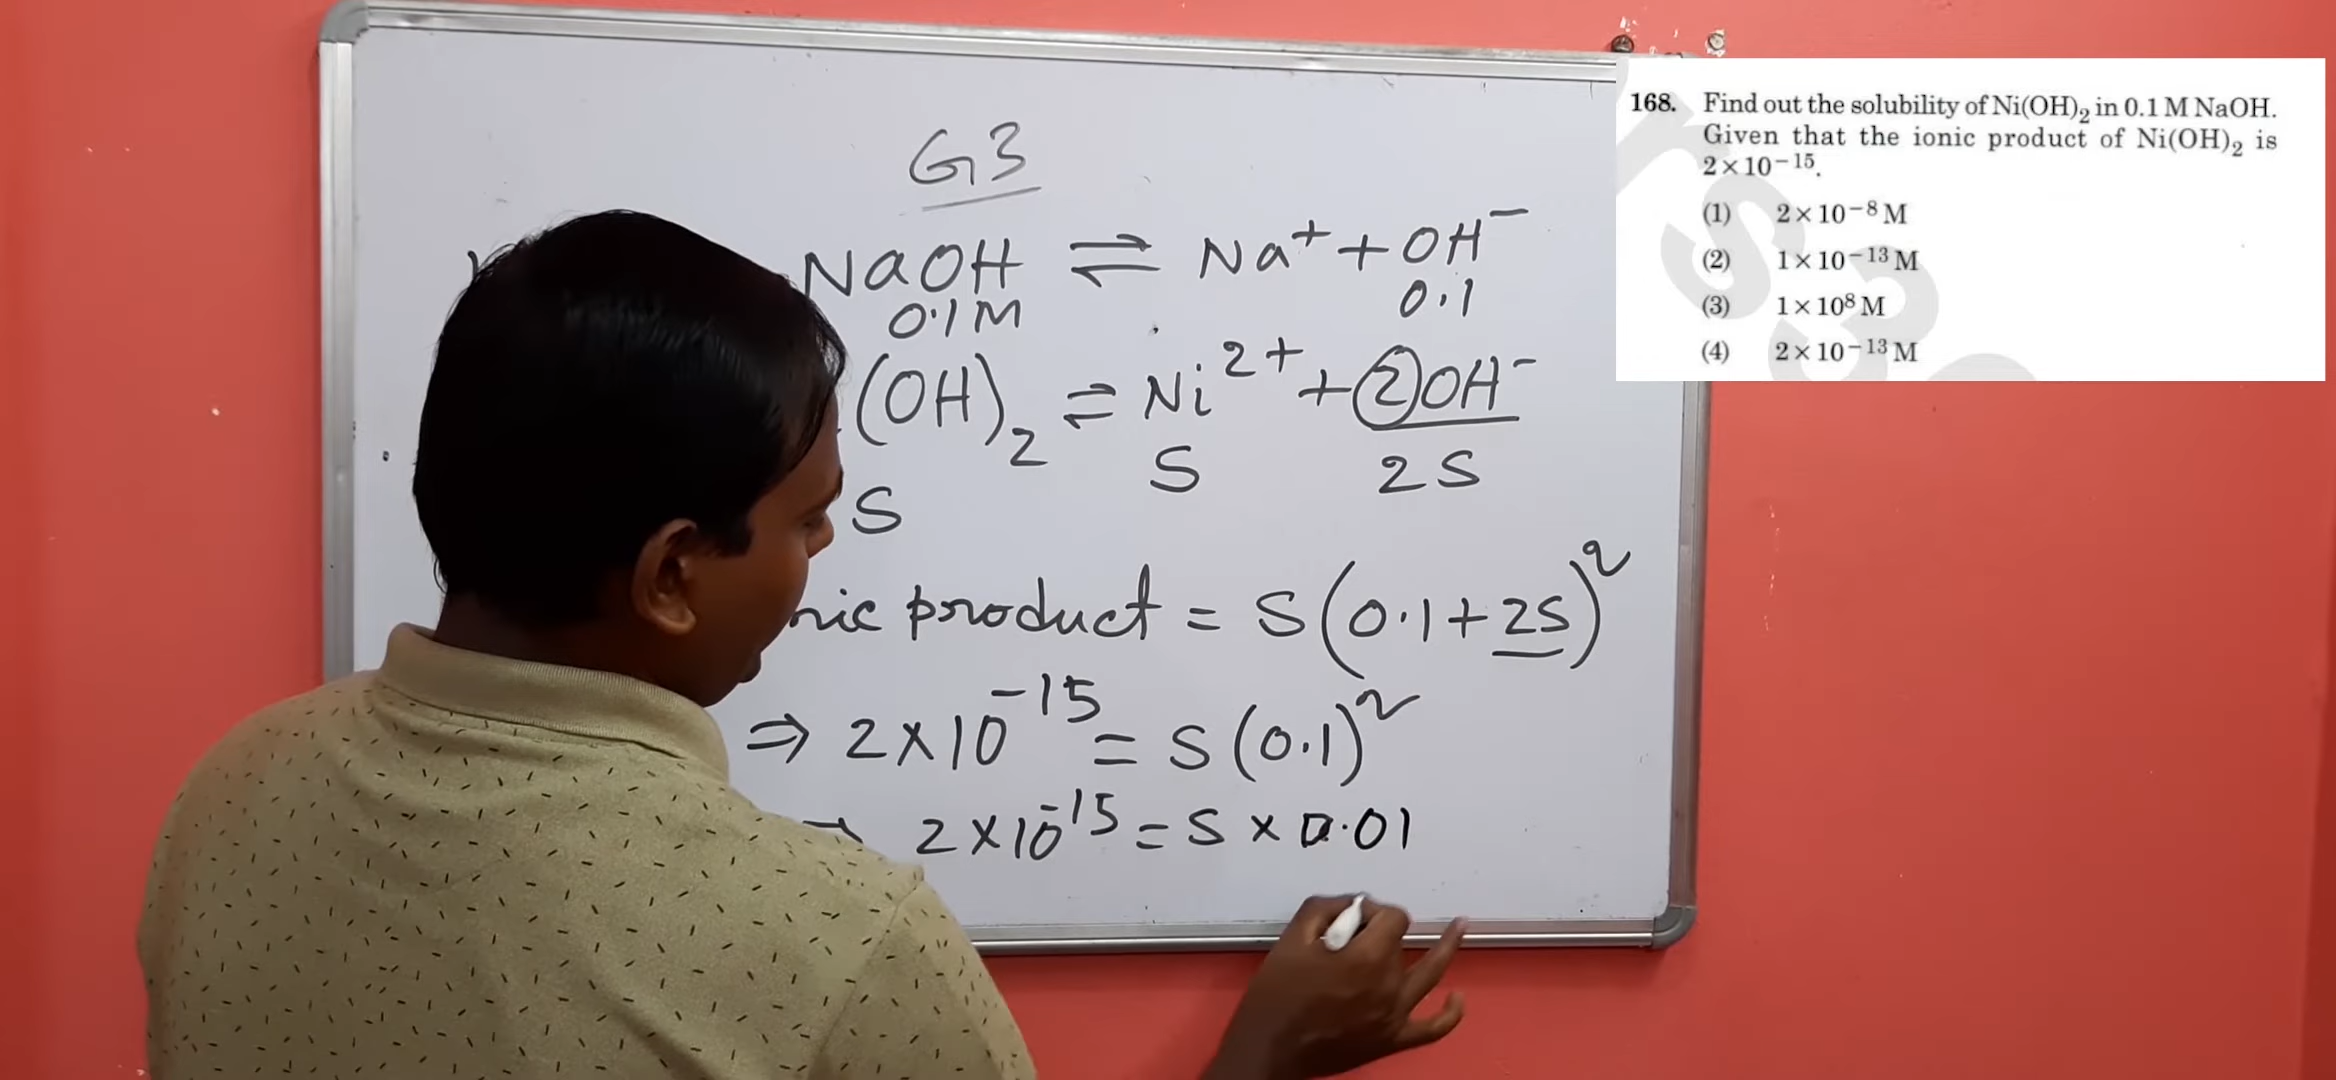 G3
NaOH ⇌ Na⁺ + OH⁻
0.1M 0.1
(OH)₂ ⇌ Ni²⁺ + 2OH⁻
S S 2S
nic product = S(0.1+2S)²
⇒ 2×10⁻¹⁵ = S(0.1)²
⇒ 2×10⁻¹⁵ = S×0.01
168. Find out the solubility of Ni(OH)₂ in 0.1 M NaOH.
Given that the ionic product of Ni(OH)₂ is
2×10⁻¹⁵.
(1) 2×10⁻⁸ M
(2) 1×10⁻¹³ M
(3) 1×10⁸ M
(4) 2×10⁻¹³ M